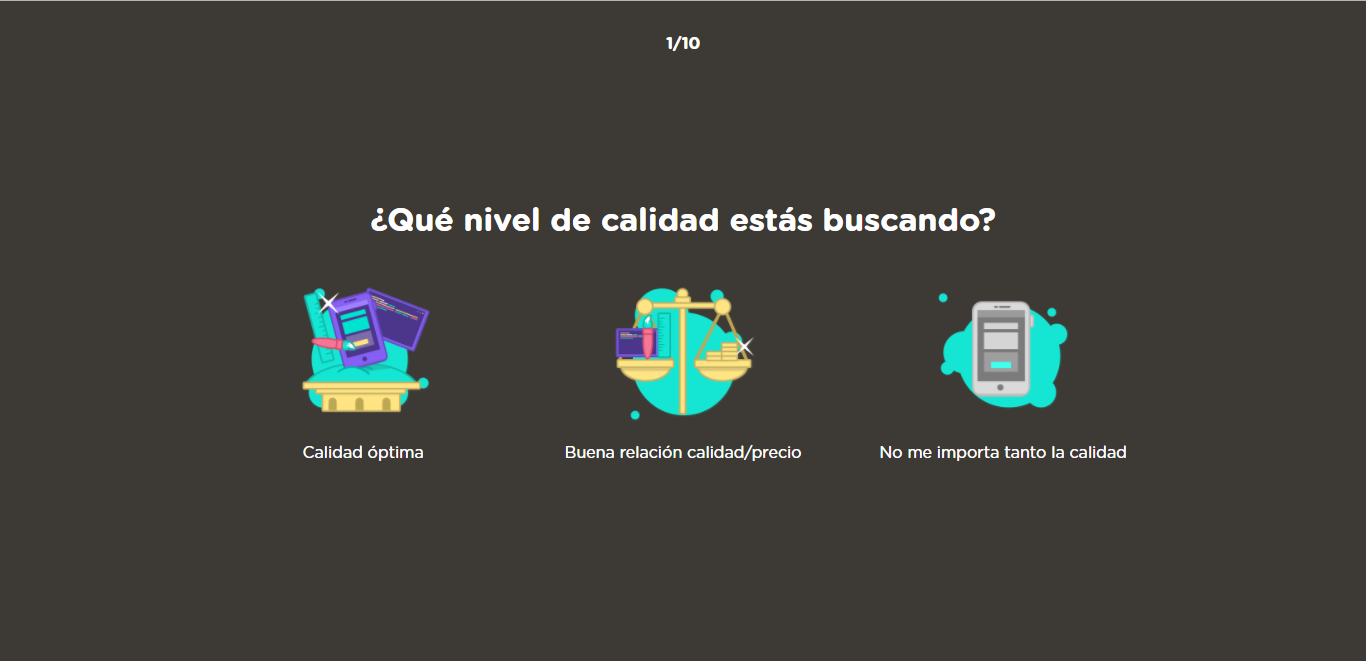 1/10
¿Qué nivel de calidad estás buscando?
Calidad óptima
Buena relación calidad/precio
No me importa tanto la calidad